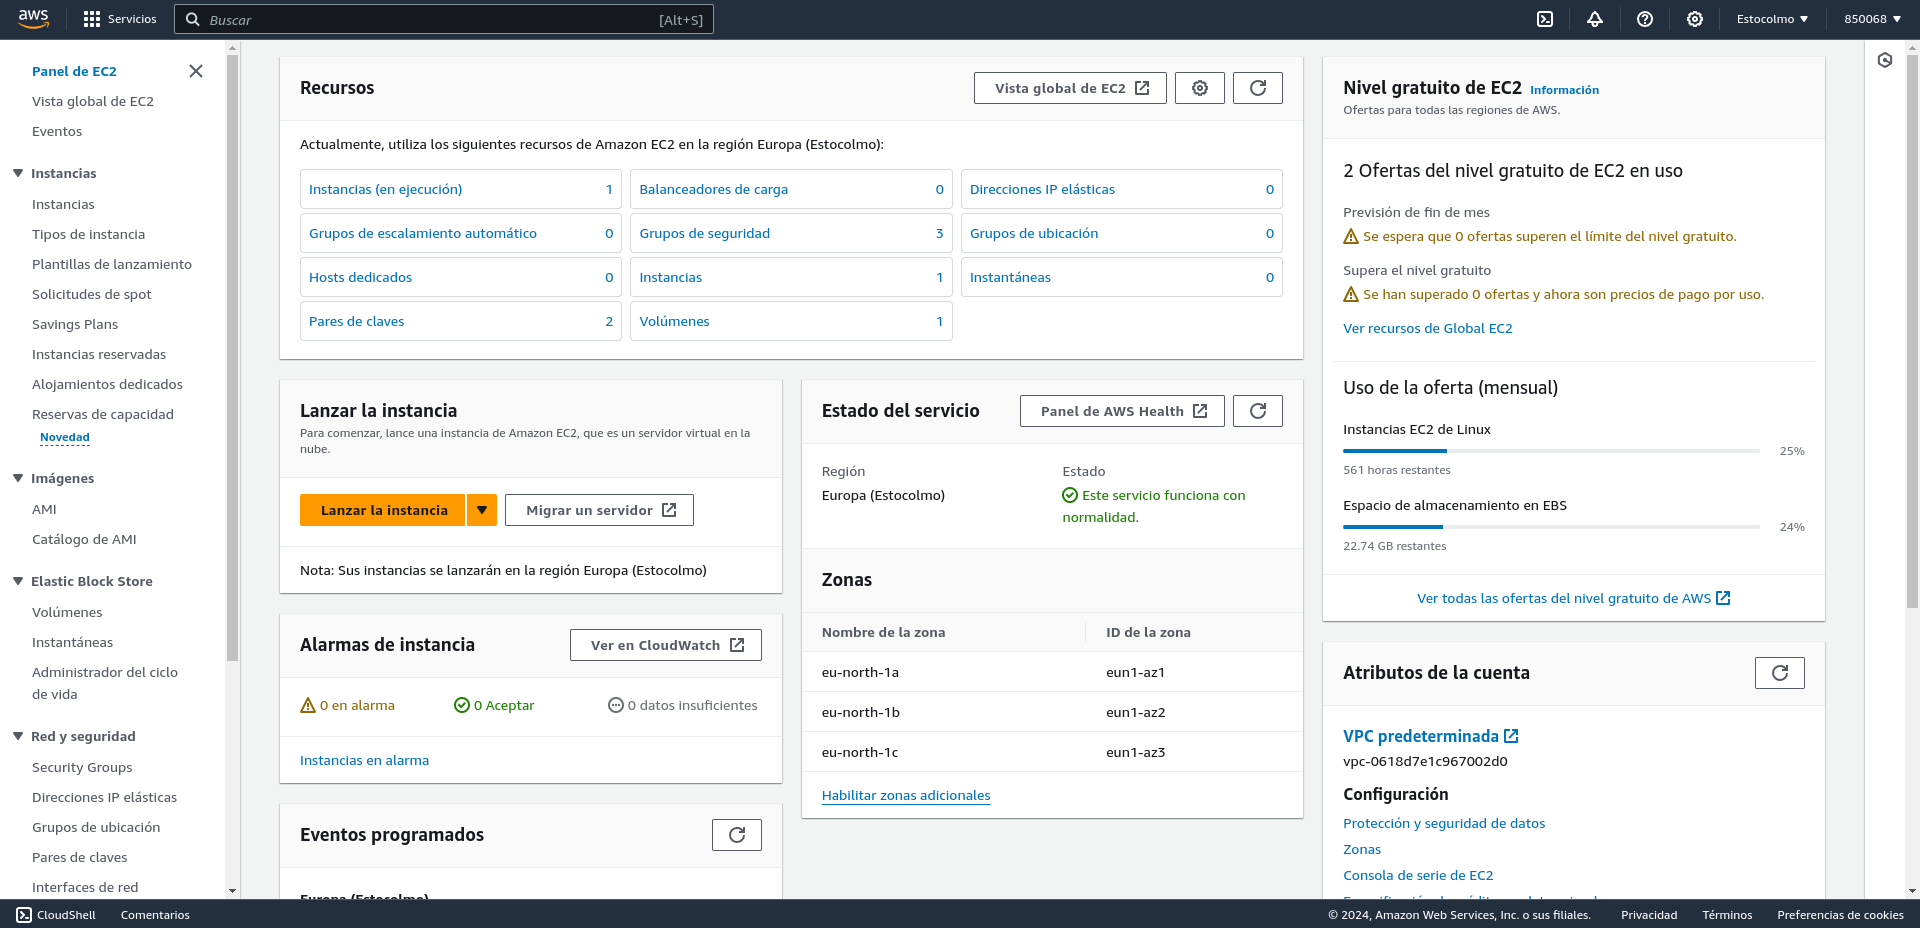 aws
Servicios
Buscar
[Alt+S]
Estocolmo
850068
Panel de EC2
Vista global de EC2
Eventos
Instancias
Instancias
Tipos de instancia
Plantillas de lanzamiento
Solicitudes de spot
Savings Plans
Instancias reservadas
Alojamientos dedicados
Reservas de capacidad
Novedad
Imágenes
AMI
Catálogo de AMI
Elastic Block Store
Volúmenes
Instantáneas
Administrador del ciclo
de vida
Red y seguridad
Security Groups
Direcciones IP elásticas
Grupos de ubicación
Pares de claves
Interfaces de red
Recursos
Vista global de EC2
Actualmente, utiliza los siguientes recursos de Amazon EC2 en la región Europa (Estocolmo):
Instancias (en ejecución) 1
Balanceadores de carga 0
Direcciones IP elásticas 0
Grupos de escalamiento automático 0
Grupos de seguridad 3
Grupos de ubicación 0
Hosts dedicados 0
Instancias 1
Instantáneas 0
Pares de claves 2
Volúmenes 1
Lanzar la instancia
Para comenzar, lance una instancia de Amazon EC2, que es un servidor virtual en la
nube.
Lanzar la instancia
Migrar un servidor
Nota: Sus instancias se lanzarán en la región Europa (Estocolmo)
Alarmas de instancia
Ver en CloudWatch
0 en alarma
0 Aceptar
0 datos insuficientes
Instancias en alarma
Eventos programados
Europa (Estocolmo)
Estado del servicio
Panel de AWS Health
Región
Europa (Estocolmo)
Estado
Este servicio funciona con
normalidad.
Zonas
Nombre de la zona ID de la zona
eu-north-1a eun1-az1
eu-north-1b eun1-az2
eu-north-1c eun1-az3
Habilitar zonas adicionales
Nivel gratuito de EC2 Información
Ofertas para todas las regiones de AWS.
2 Ofertas del nivel gratuito de EC2 en uso
Previsión de fin de mes
Se espera que 0 ofertas superen el límite del nivel gratuito.
Supera el nivel gratuito
Se han superado 0 ofertas y ahora son precios de pago por uso.
Ver recursos de Global EC2
Uso de la oferta (mensual)
Instancias EC2 de Linux
25%
561 horas restantes
Espacio de almacenamiento en EBS
24%
22.74 GB restantes
Ver todas las ofertas del nivel gratuito de AWS
Atributos de la cuenta
VPC predeterminada
vpc-0618d7e1c967002d0
Configuración
Protección y seguridad de datos
Zonas
Consola de serie de EC2
CloudShell
Comentarios
© 2024, Amazon Web Services, Inc. o sus filiales.
Privacidad
Términos
Preferencias de cookies